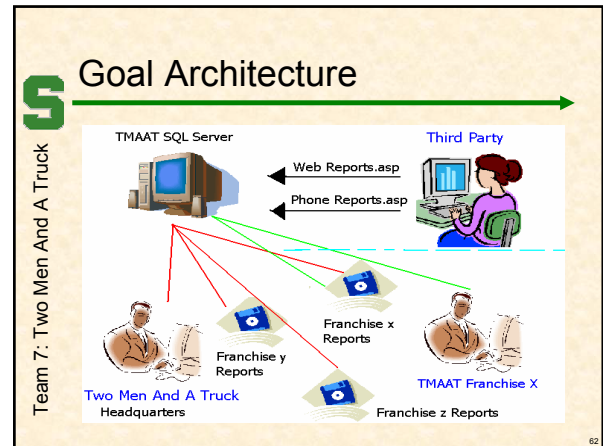 Goal Architecture
S
Team 7: Two Men And A Truck
TMAAT SQL Server
Third Party
Web Reports.asp
Phone Reports.asp
Franchise x
Reports
Franchise y
Reports
Two Men And A Truck
Headquarters
TMAAT Franchise X
Franchise z Reports
62